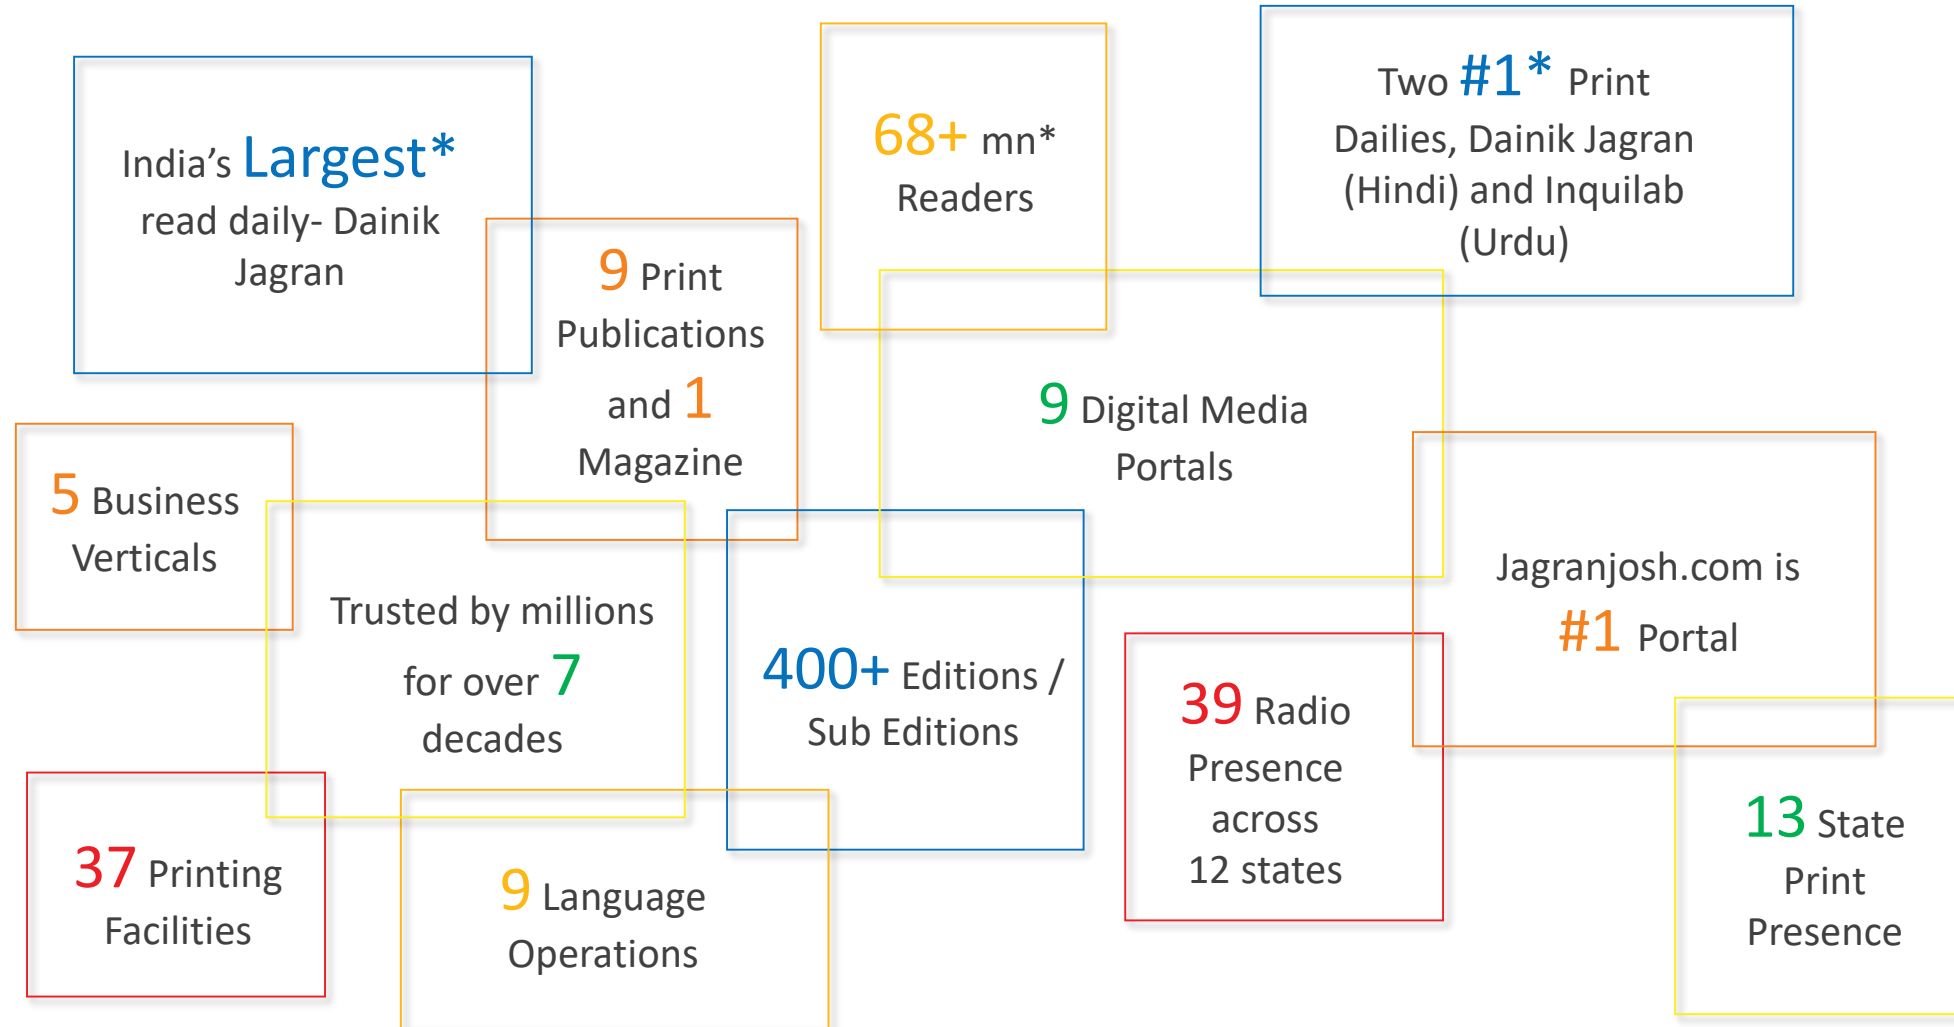 India’s Largest*
read daily- Dainik
Jagran
68+ mn*
Readers
Two #1* Print
Dailies, Dainik Jagran
(Hindi) and Inquilab
(Urdu)
9 Print
Publications
and 1
Magazine
9 Digital Media
Portals
5 Business
Verticals
Trusted by millions
for over 7
decades
400+ Editions /
Sub Editions
Jagranjosh.com is
#1 Portal
39 Radio
Presence
across
12 states
13 State
Print
Presence
37 Printing
Facilities
9 Language
Operations